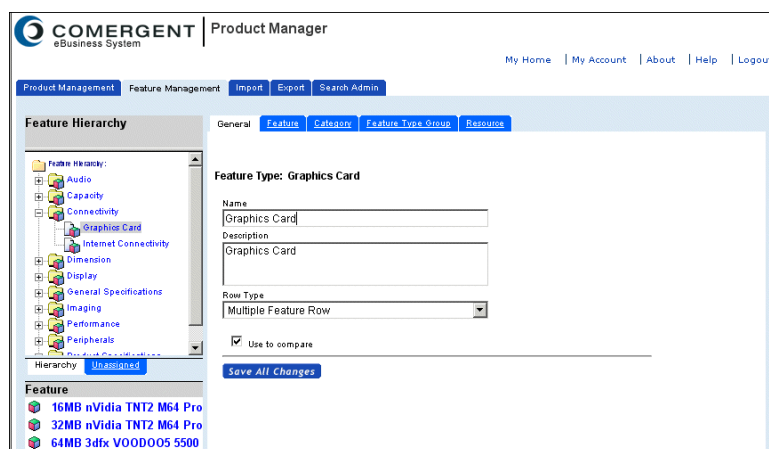 COMERGENT
eBusiness System
Product Manager
My Home | My Account | About | Help | Logou
Product Management Feature Management Import Export Search Admin
Feature Hierarchy
General Feature Category Feature Type Group Resource
Feature Hierarchy:
Audio
Capacity
Connectivity
Graphics Card
Internet Connectivity
Dimension
Display
General Specifications
Imaging
Performance
Peripherals
Product Specifications
Hierarchy Unassigned
Feature
16MB nVidia TNT2 M64 Pro
32MB nVidia TNT2 M64 Pro
64MB 3dfx VOODOO5 5500
Feature Type: Graphics Card
Name
Graphics Card
Description
Graphics Card
Row Type
Multiple Feature Row
Use to compare
Save All Changes